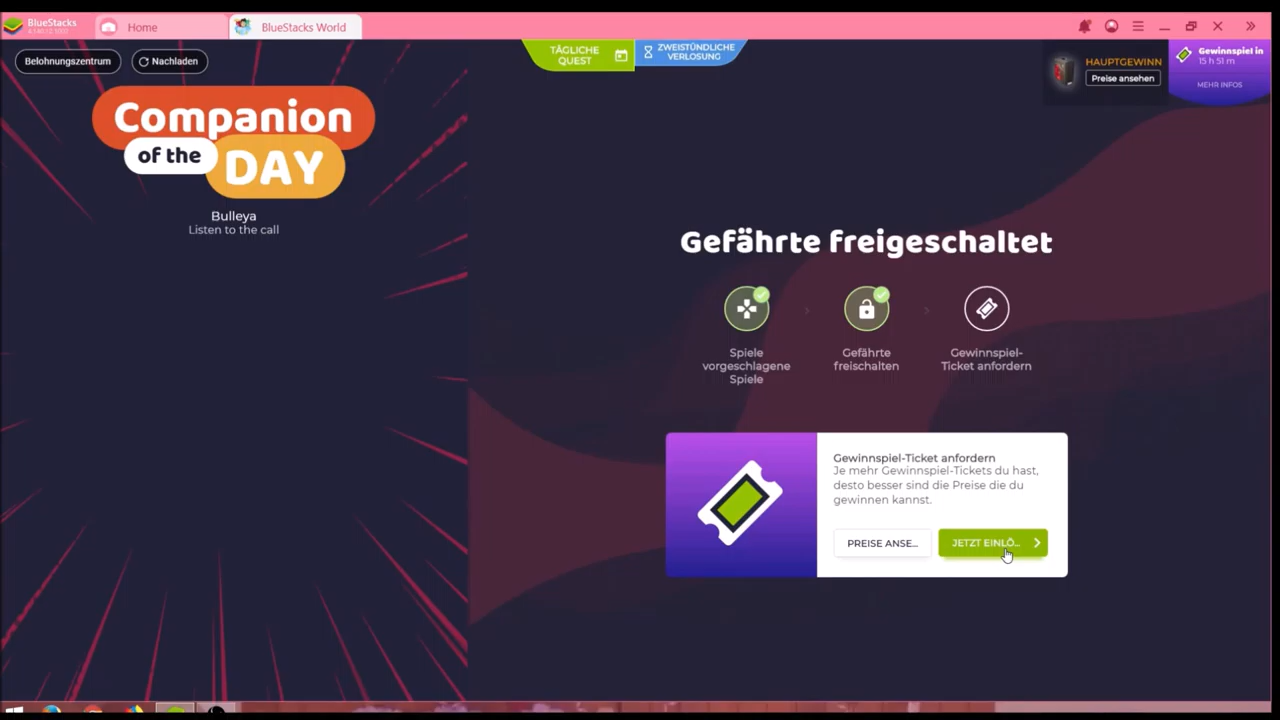 BlueStacks
Home
BlueStacks World
Belohnungszentrum
Nachladen
TÄGLICHE
QUEST
ZWEISTÜNDLICHE
VERLOSUNG
HAUPTGEWINN
Preise ansehen
Gewinnspiel in
15 h 51 m
MEHR INFOS
Companion
of the
DAY
Bulleya
Listen to the call
Gefährte freigeschaltet
Spiele
vorgeschlagene
Spiele
Gefährte
freischalten
Gewinnspiel-
Ticket anfordern
Gewinnspiel-Ticket anfordern
Je mehr Gewinnspiel-Tickets du hast,
desto besser sind die Preise die du
gewinnen kannst.
PREISE ANSE...
JETZT EINLÖ...